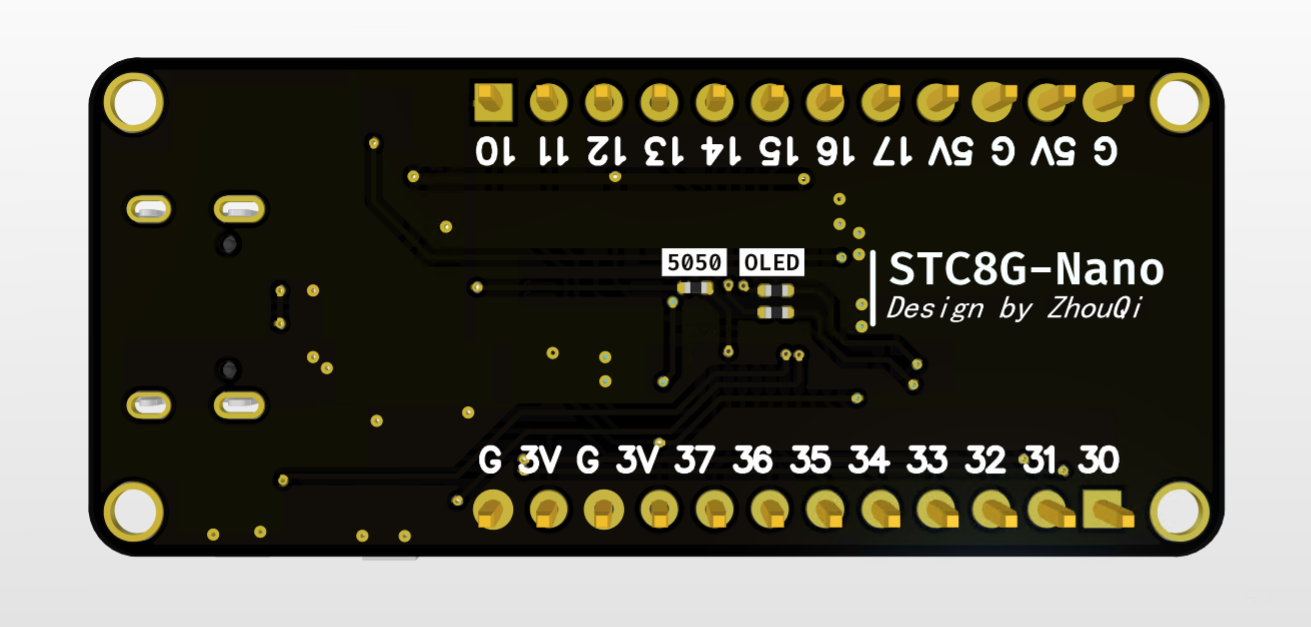 10 11 12 13 14 15 16 17 5V G 5V G
5050 OLED
STC8G-Nano
Design by ZhouQi
G 3V G 3V 37 36 35 34 33 32 31 30